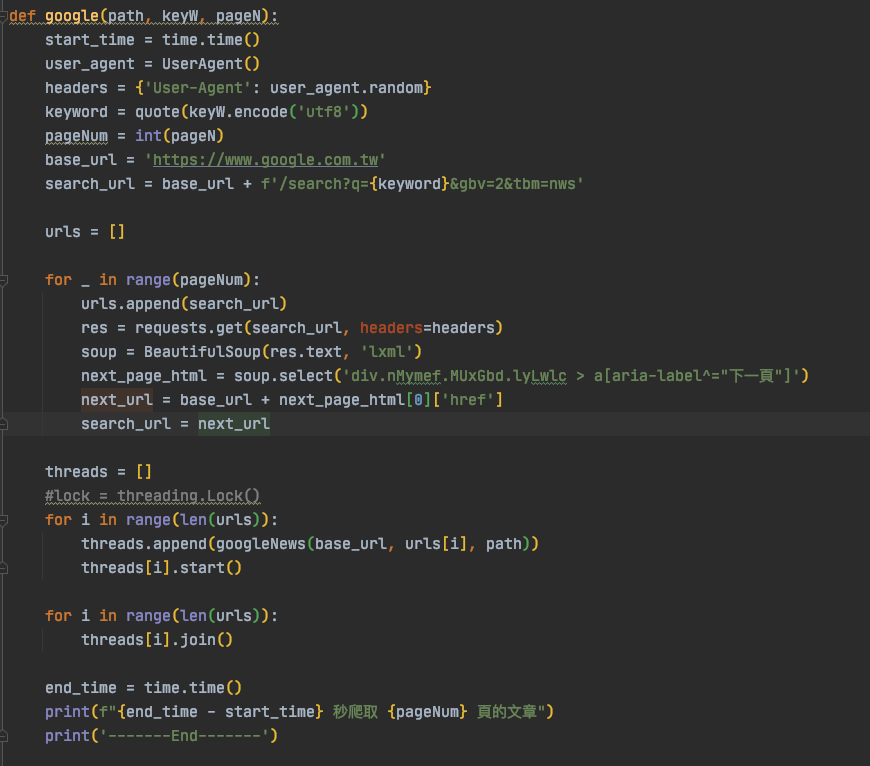 def google(path, keyW, pageN):
    start_time = time.time()
    user_agent = UserAgent()
    headers = {'User-Agent': user_agent.random}
    keyword = quote(keyW.encode('utf8'))
    pageNum = int(pageN)
    base_url = 'https://www.google.com.tw'
    search_url = base_url + f'/search?q={keyword}&gbv=2&tbm=nws'

    urls = []

    for _ in range(pageNum):
        urls.append(search_url)
        res = requests.get(search_url, headers=headers)
        soup = BeautifulSoup(res.text, 'lxml')
        next_page_html = soup.select('div.nMymef.MUxGbd.lyLwlc > a[aria-label^="下一頁"]')
        next_url = base_url + next_page_html[0]['href']
        search_url = next_url

    threads = []
    #lock = threading.Lock()
    for i in range(len(urls)):
        threads.append(googleNews(base_url, urls[i], path))
        threads[i].start()

    for i in range(len(urls)):
        threads[i].join()

    end_time = time.time()
    print(f"{end_time - start_time} 秒爬取 {pageNum} 頁的文章")
    print('-------End-------')